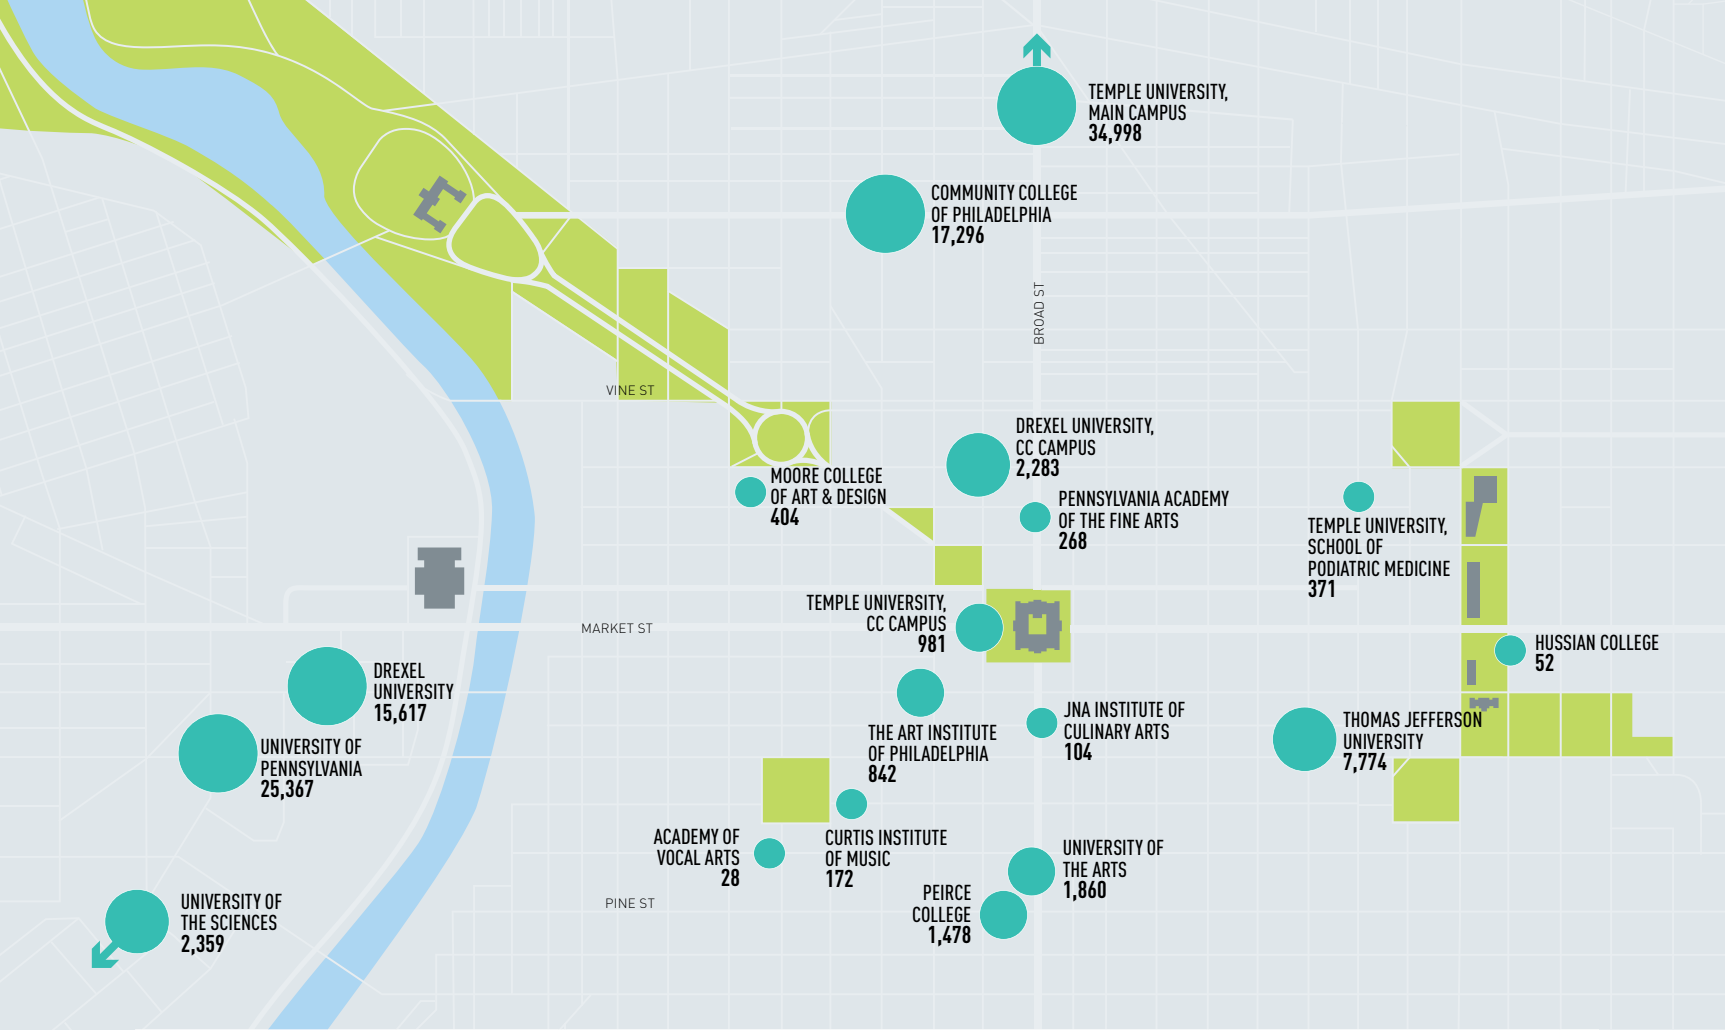 TEMPLE UNIVERSITY,
MAIN CAMPUS
34,998
COMMUNITY COLLEGE
OF PHILADELPHIA
17,296
BROAD ST
VINE ST
DREXEL UNIVERSITY,
CC CAMPUS
2,283
MOORE COLLEGE
OF ART & DESIGN
404
PENNSYLVANIA ACADEMY
OF THE FINE ARTS
268
TEMPLE UNIVERSITY,
SCHOOL OF
PODIATRIC MEDICINE
371
TEMPLE UNIVERSITY,
CC CAMPUS
981
MARKET ST
HUSSIAN COLLEGE
52
DREXEL
UNIVERSITY
15,617
UNIVERSITY OF
PENNSYLVANIA
25,367
THE ART INSTITUTE
OF PHILADELPHIA
842
JNA INSTITUTE OF
CULINARY ARTS
104
THOMAS JEFFERSON
UNIVERSITY
7,774
ACADEMY OF
VOCAL ARTS
28
CURTIS INSTITUTE
OF MUSIC
172
UNIVERSITY OF
THE ARTS
1,860
PEIRCE
COLLEGE
1,478
PINE ST
UNIVERSITY OF
THE SCIENCES
2,359